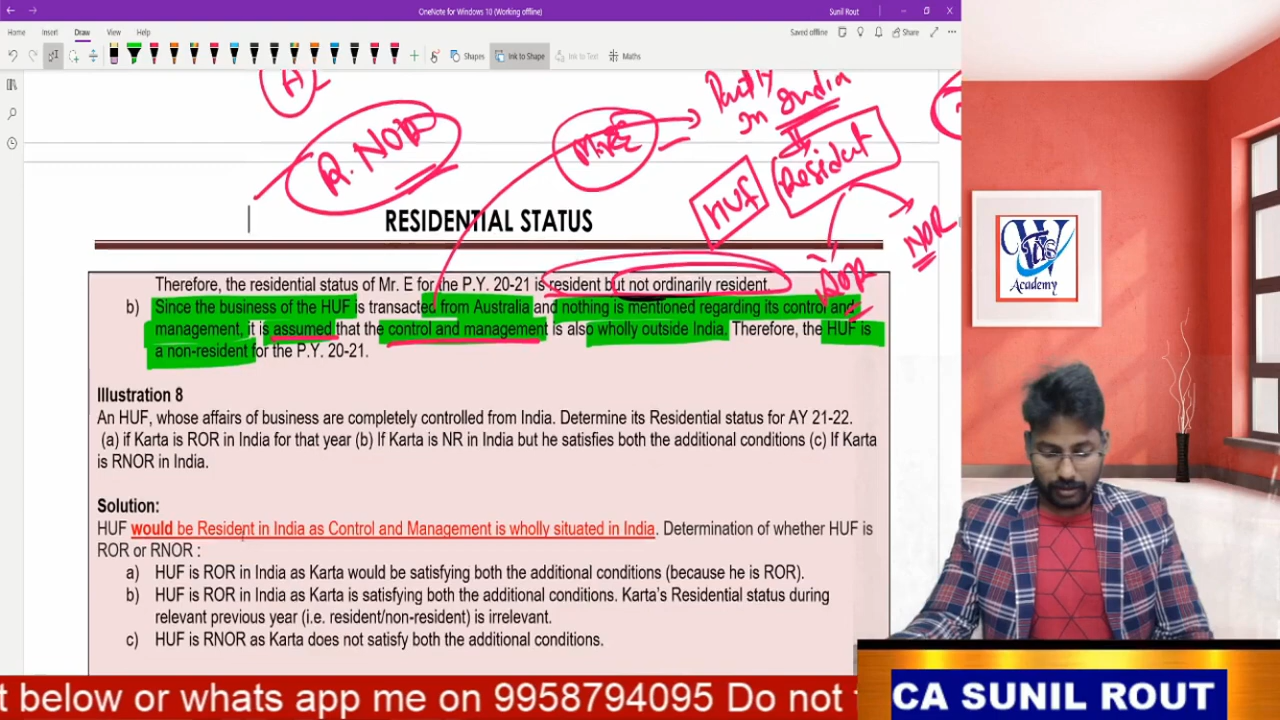 OneNote for Windows 10 (Working offline)
Sunil Rout
Home Insert Draw View Help
Saved offline
Share
Shapes
Ink to Shape
Ink to Text
Maths
Partly
in India
R. NOR
Mr. E
Resident
HUF
NOR
ROR
RESIDENTIAL STATUS
Therefore, the residential status of Mr. E for the P.Y. 20-21 is resident but not ordinarily resident.
b) Since the business of the HUF is transacted from Australia and nothing is mentioned regarding its control and
management, it is assumed that the control and management is also wholly outside India. Therefore, the HUF is
a non-resident for the P.Y. 20-21.
Illustration 8
An HUF, whose affairs of business are completely controlled from India. Determine its Residential status for AY 21-22.
(a) if Karta is ROR in India for that year (b) If Karta is NR in India but he satisfies both the additional conditions (c) If Karta
is RNOR in India.
Solution:
HUF would be Resident in India as Control and Management is wholly situated in India. Determination of whether HUF is
ROR or RNOR :
a) HUF is ROR in India as Karta would be satisfying both the additional conditions (because he is ROR).
b) HUF is ROR in India as Karta is satisfying both the additional conditions. Karta's Residential status during
relevant previous year (i.e. resident/non-resident) is irrelevant.
c) HUF is RNOR as Karta does not satisfy both the additional conditions.
Academy
t below or whats app me on 9958794095 Do not
CA SUNIL ROUT